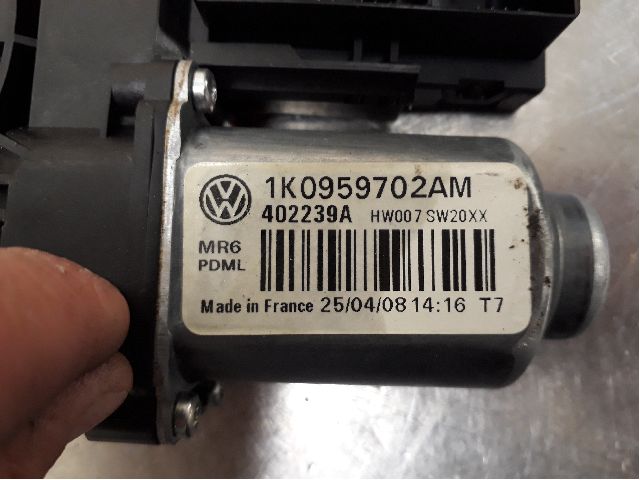 1K0959702AM
402239A HW007 SW20XX
MR6
PDML
Made in France 25/04/08 14:16 T7